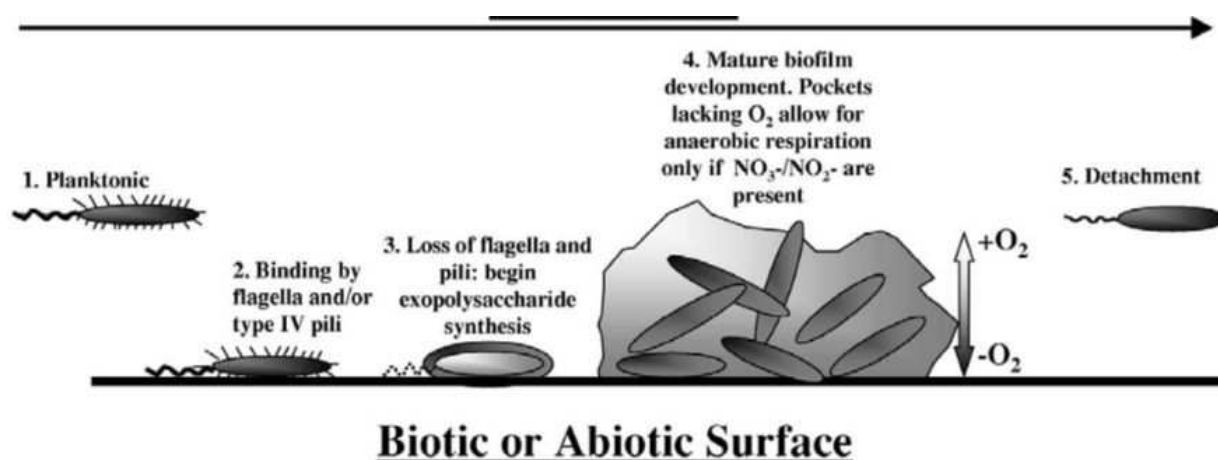 1. Planktonic
2. Binding by
flagella and/or
type IV pili
3. Loss of flagella and
pili: begin
exopolysaccharide
synthesis
4. Mature biofilm
development. Pockets
lacking O₂ allow for
anaerobic respiration
only if NO₃-/NO₂- are
present
+O₂
-O₂
5. Detachment
Biotic or Abiotic Surface